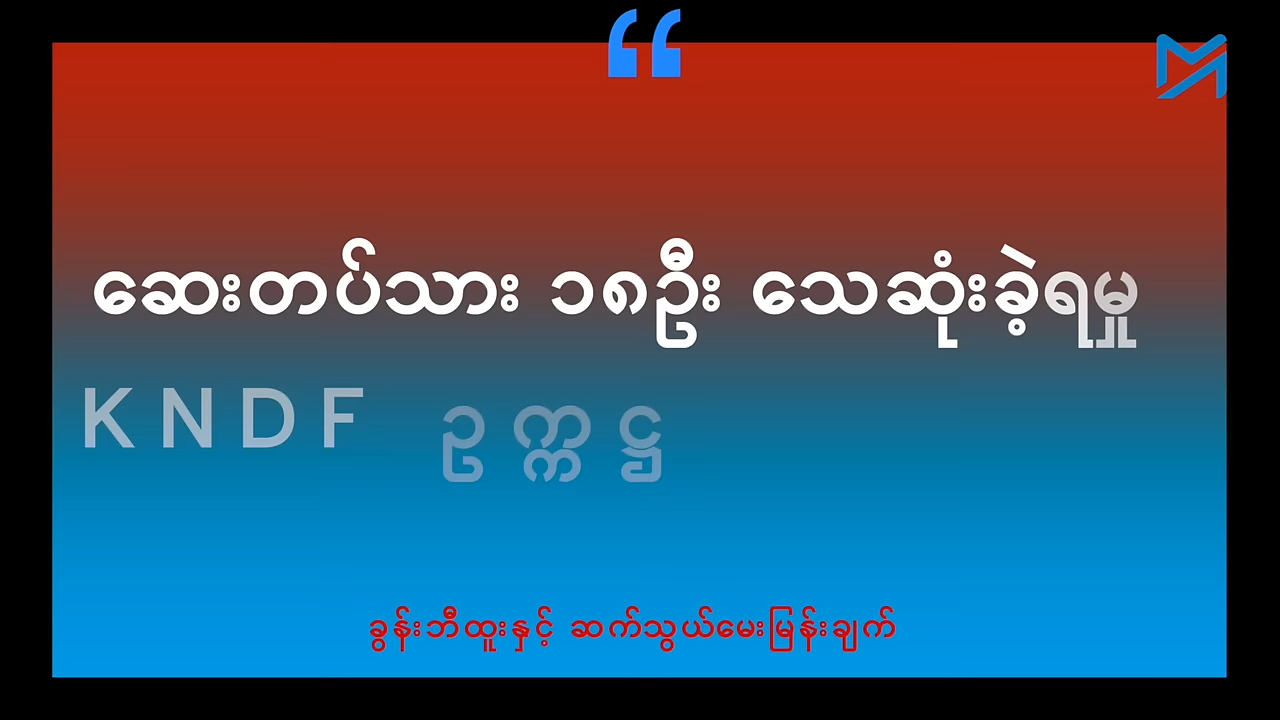 ဆေးတပ်သား ၁၈ဦး သေဆုံးခဲ့ရမှု
KNDF ဥက္ကဋ္ဌ
ခွန်းဘီထူးနှင့် ဆက်သွယ်မေးမြန်းချက်